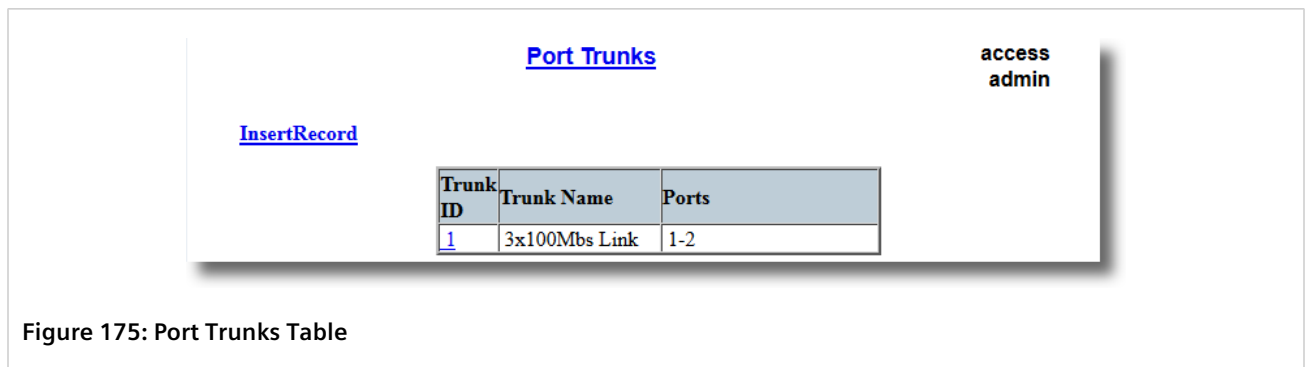 Port Trunks
access
admin
InsertRecord
Trunk ID Trunk Name Ports
1 3x100Mbs Link 1-2
Figure 175: Port Trunks Table